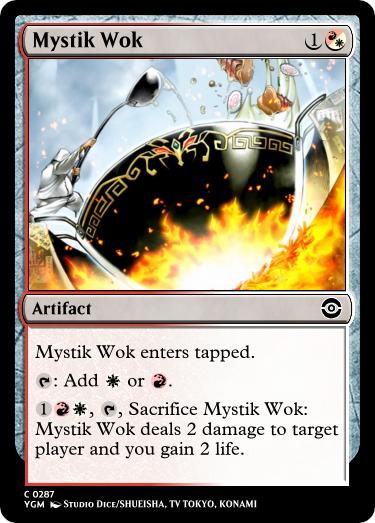 Mystik Wok 1
Artifact
Mystik Wok enters tapped.
: Add or .
1 , , Sacrifice Mystik Wok:
Mystik Wok deals 2 damage to target
player and you gain 2 life.
C 0287
YGM Studio Dice/SHUEISHA, TV TOKYO, KONAMI